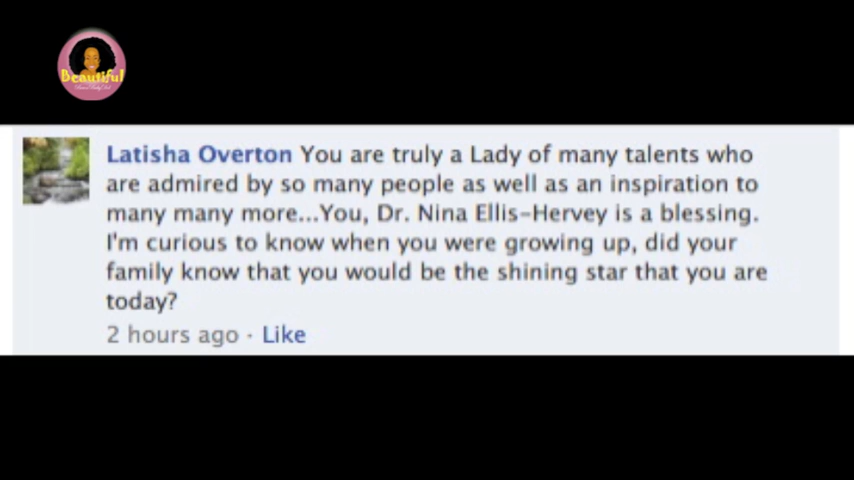 Beautiful
Latisha Overton You are truly a Lady of many talents who
are admired by so many people as well as an inspiration to
many many more...You, Dr. Nina Ellis-Hervey is a blessing.
I'm curious to know when you were growing up, did your
family know that you would be the shining star that you are
today?
2 hours ago · Like